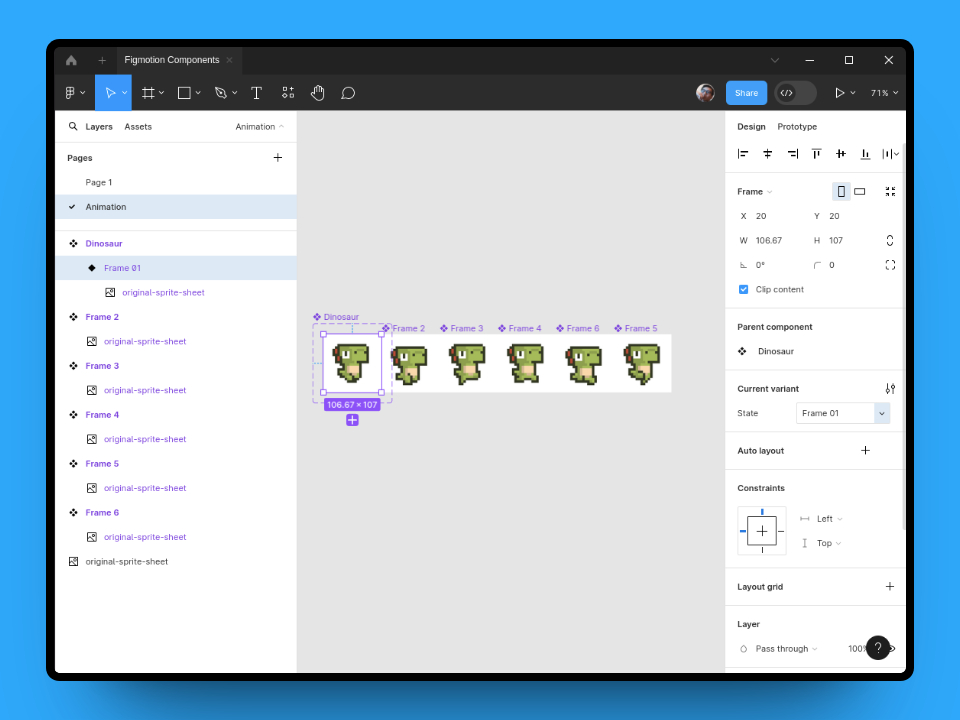 Figmotion Components
Share
71%
Layers Assets Animation
Pages
Page 1
Animation
Dinosaur
Frame 01
original-sprite-sheet
Frame 2
original-sprite-sheet
Frame 3
original-sprite-sheet
Frame 4
original-sprite-sheet
Frame 5
original-sprite-sheet
Frame 6
original-sprite-sheet
original-sprite-sheet
Dinosaur
Frame 2 Frame 3 Frame 4 Frame 6 Frame 5
106.67 × 107
Design Prototype
Frame
X 20 Y 20
W 106.67 H 107
0° 0
Clip content
Parent component
Dinosaur
Current variant
State Frame 01
Auto layout
Constraints
Left
Top
Layout grid
Layer
Pass through 100%
?